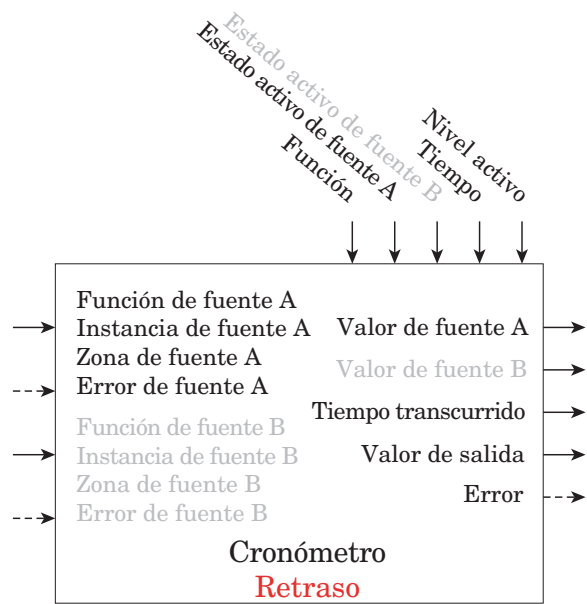 Función
Estado activo de fuente A
Estado activo de fuente B
Tiempo
Nivel activo
Función de fuente A
Instancia de fuente A
Zona de fuente A
Error de fuente A
Función de fuente B
Instancia de fuente B
Zona de fuente B
Error de fuente B
Valor de fuente A
Valor de fuente B
Tiempo transcurrido
Valor de salida
Error
Cronómetro
Retraso